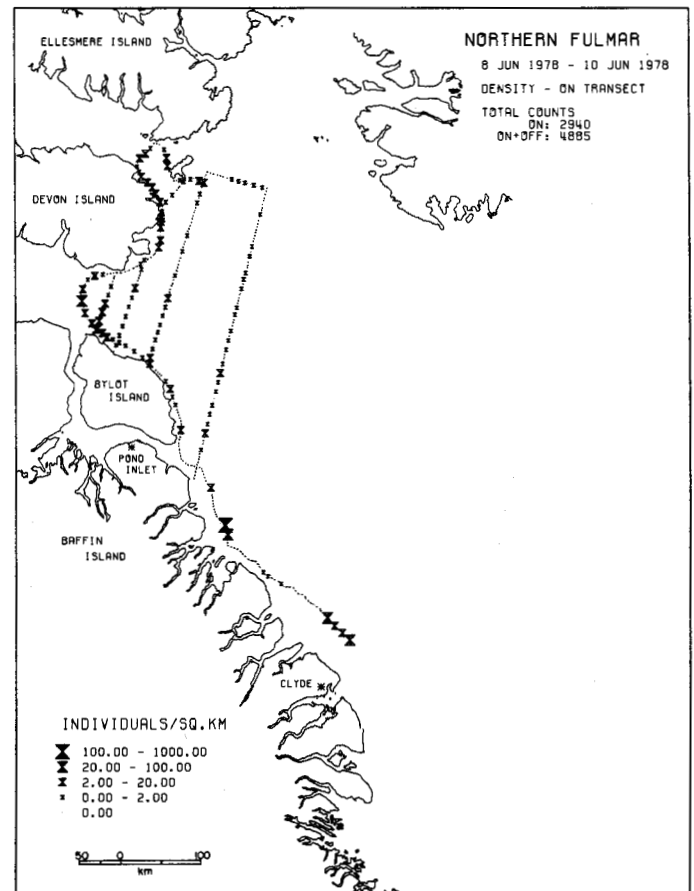 NORTHERN FULMAR
8 JUN 1978 - 10 JUN 1978
DENSITY - ON TRANSECT
TOTAL COUNTS
ON: 2940
ON+OFF: 4885
ELLESMERE ISLAND
DEVON ISLAND
BYLOT
ISLAND
POND
INLET
BAFFIN
ISLAND
CLYDE
INDIVIDUALS/SQ.KM
100.00 - 1000.00
20.00 - 100.00
2.00 - 20.00
0.00 - 2.00
0.00
50 0 100
km